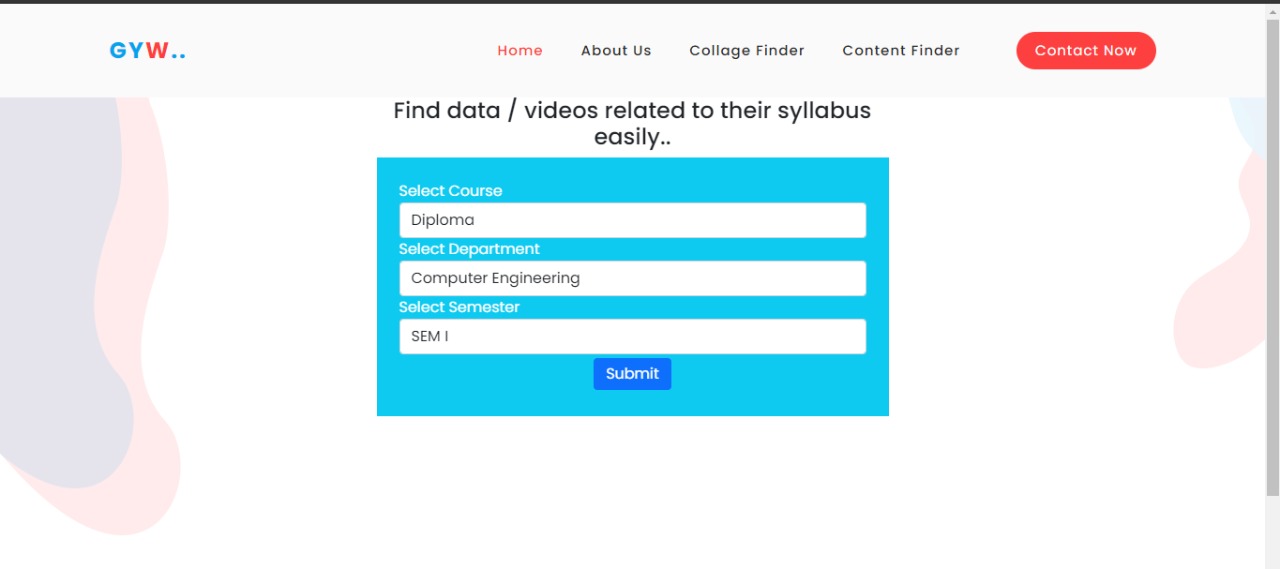 GYW..
Home About Us Collage Finder Content Finder Contact Now
Find data / videos related to their syllabus
easily..
Select Course
Diploma
Select Department
Computer Engineering
Select Semester
SEM I
Submit